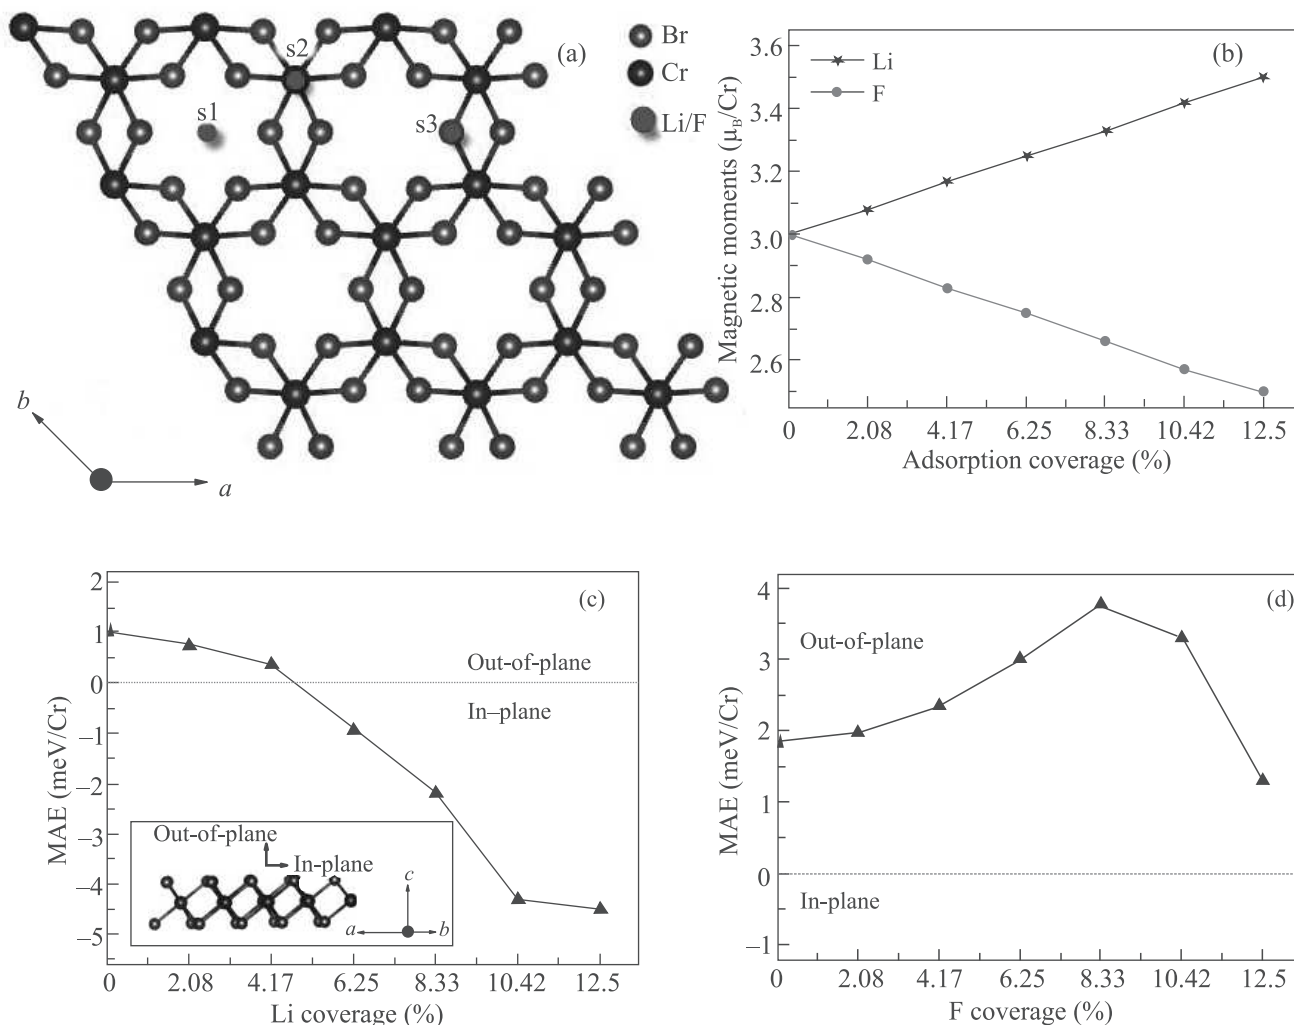 s1
s2
s3
(a)
Br
Cr
Li/F
b
a
(b)
Li
F
Magnetic moments (μB/Cr)
3.6
3.4
3.2
3.0
2.8
2.6
0 2.08 4.17 6.25 8.33 10.42 12.5
Adsorption coverage (%)
(c)
MAE (meV/Cr)
2
1
0
–1
–2
–3
–4
–5
Out-of-plane
In–plane
Out-of-plane
In-plane
c
a
b
0 2.08 4.17 6.25 8.33 10.42 12.5
Li coverage (%)
(d)
MAE (meV/Cr)
4
3
2
1
0
–1
Out-of-plane
In-plane
0 2.08 4.17 6.25 8.33 10.42 12.5
F coverage (%)